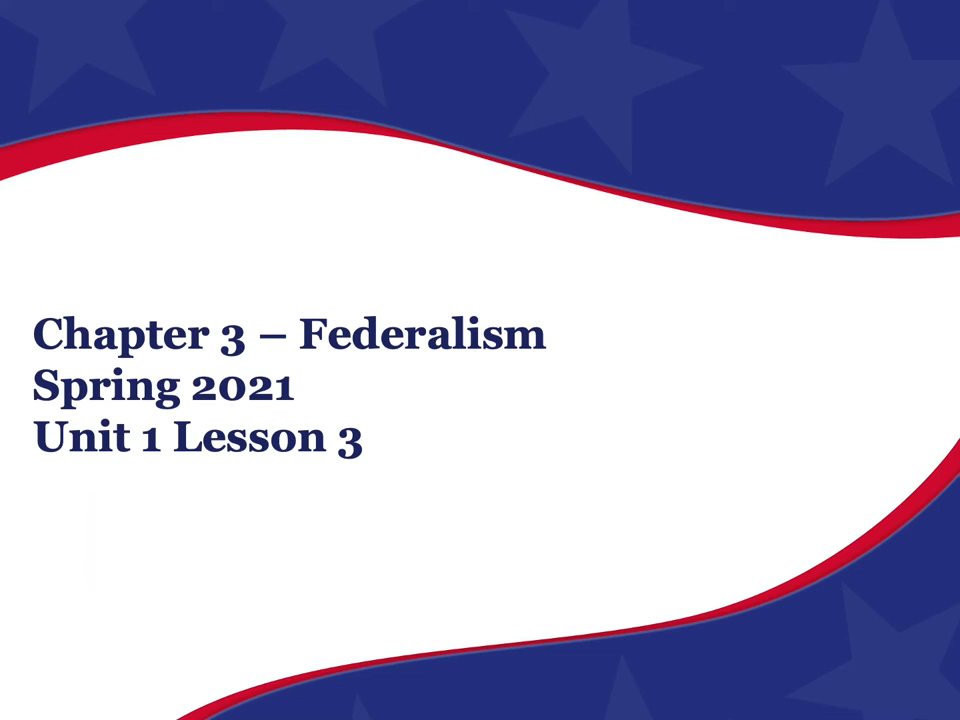 Chapter 3 – Federalism
Spring 2021
Unit 1 Lesson 3